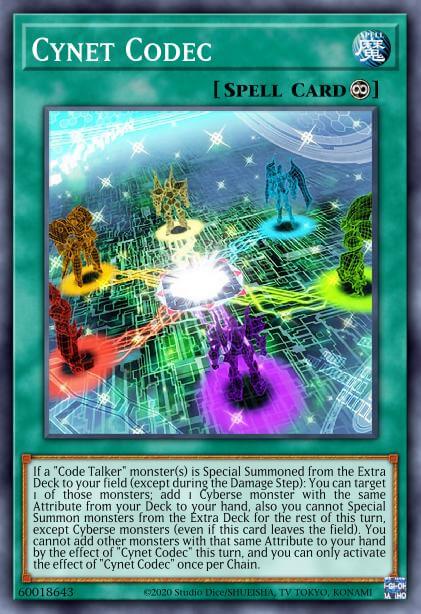 Cynet Codec
SPELL
魔
[Spell Card]
If a "Code Talker" monster(s) is Special Summoned from the Extra
Deck to your field (except during the Damage Step): You can target
1 of those monsters; add 1 Cyberse monster with the same
Attribute from your Deck to your hand, also you cannot Special
Summon monsters from the Extra Deck for the rest of this turn,
except Cyberse monsters (even if this card leaves the field). You
cannot add other monsters with that same Attribute to your hand
by the effect of "Cynet Codec" this turn, and you can only activate
the effect of "Cynet Codec" once per Chain.
60018643 ©2020 Studio Dice/SHUEISHA, TV TOKYO, KONAMI